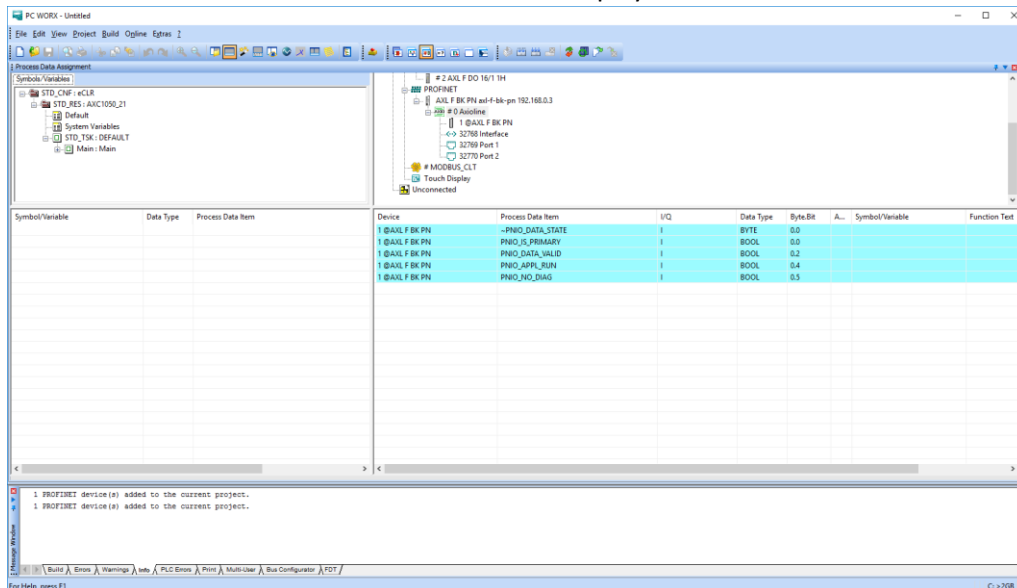 PC WORX - Untitled
File Edit View Project Build Online Extras ?
Process Data Assignment
Symbols/Variables
STD_CNF : eCLR
STD_RES : AXC1050_21
Default
System Variables
STD_TSK : DEFAULT
Main : Main
# 2 AXL F DO 16/1 1H
PROFINET
AXL F BK PN axl-f-bk-pn 192.168.0.3
# 0 Axioline
1 @AXL F BK PN
32768 Interface
32769 Port 1
32770 Port 2
# MODBUS_CLT
Touch Display
Unconnected
Symbol/Variable Data Type Process Data Item
Device Process Data Item I/Q Data Type Byte.Bit A... Symbol/Variable Function Text
1 @AXL F BK PN ~PNIO_DATA_STATE I BYTE 0.0
1 @AXL F BK PN PNIO_IS_PRIMARY I BOOL 0.0
1 @AXL F BK PN PNIO_DATA_VALID I BOOL 0.2
1 @AXL F BK PN PNIO_APPL_RUN I BOOL 0.4
1 @AXL F BK PN PNIO_NO_DIAG I BOOL 0.5
1 PROFINET device(s) added to the current project.
1 PROFINET device(s) added to the current project.
Message Window
Build Errors Warnings Info PLC Errors Print Multi-User Bus Configurator FDT
For Help, press F1 C: >2GB